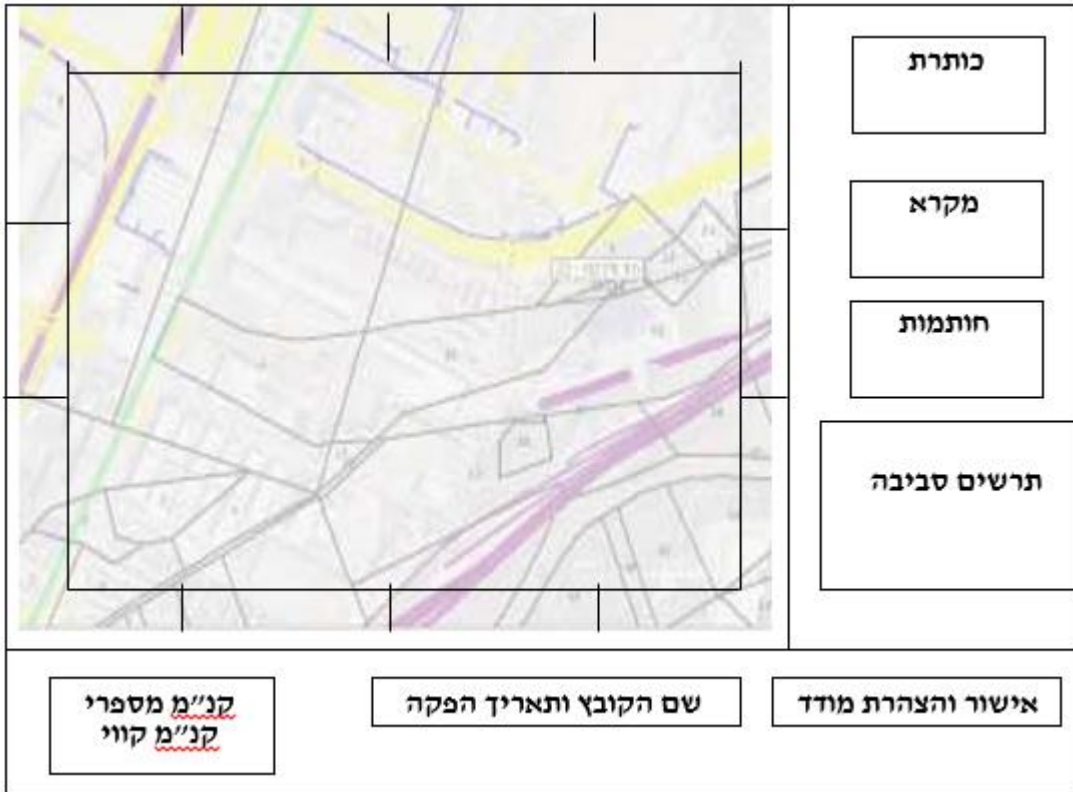 כותרת
מקרא
חותמות
תרשים סביבה
אישור והצהרת מודד
שם הקובץ ותאריך הפקה
קנ״מ מספרי
קנ״מ קווי